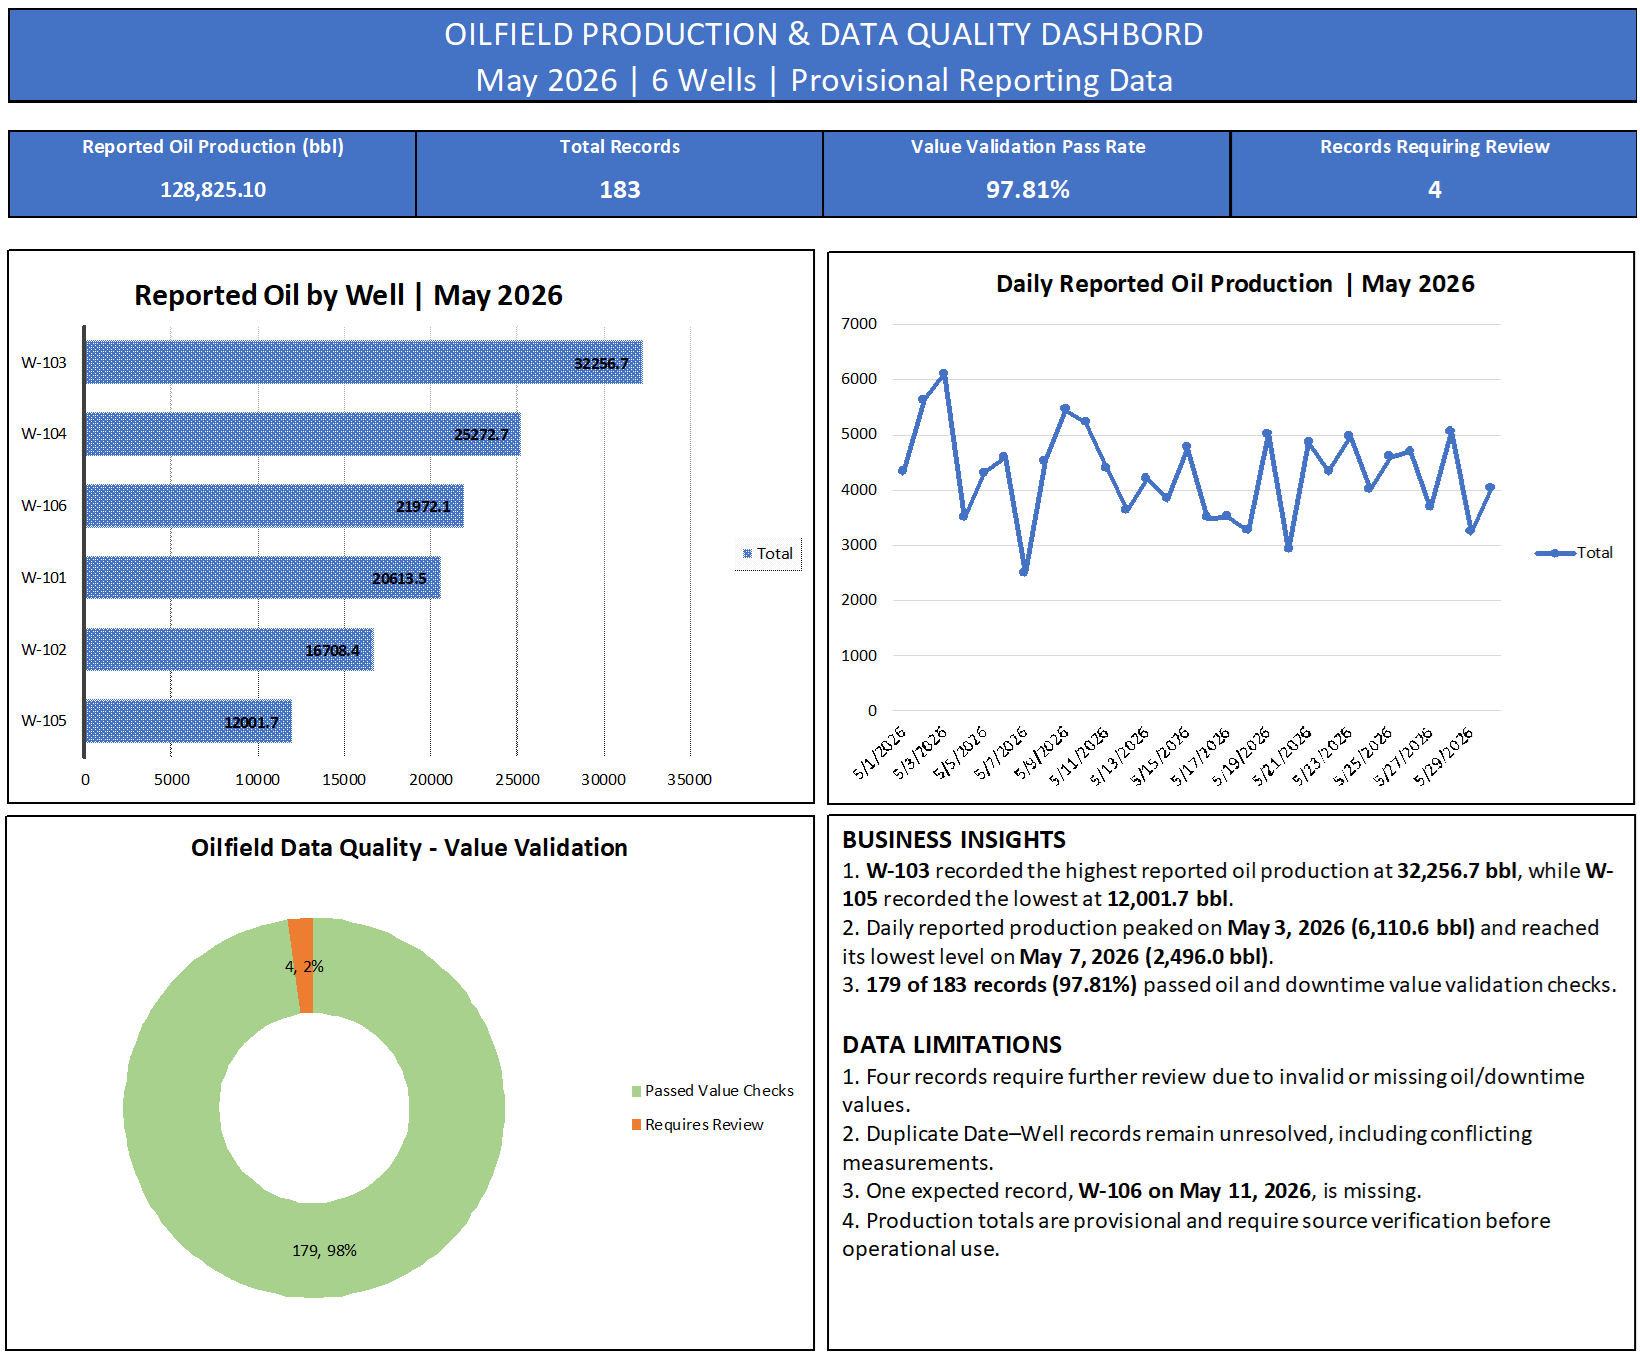 OILFIELD PRODUCTION & DATA QUALITY DASHBORD
May 2026 | 6 Wells | Provisional Reporting Data
Reported Oil Production (bbl)
128,825.10
Total Records
183
Value Validation Pass Rate
97.81%
Records Requiring Review
4
Reported Oil by Well | May 2026
W-103
32256.7
W-104
25272.7
W-106
21972.1
W-101
20613.5
W-102
16708.4
W-105
12001.7
0 5000 10000 15000 20000 25000 30000 35000
Total
Daily Reported Oil Production | May 2026
7000
6000
5000
4000
3000
2000
1000
0
5/1/2026 5/3/2026 5/5/2026 5/7/2026 5/9/2026 5/11/2026 5/13/2026 5/15/2026 5/17/2026 5/19/2026 5/21/2026 5/23/2026 5/25/2026 5/27/2026 5/29/2026
Total
Oilfield Data Quality - Value Validation
4, 2%
179, 98%
Passed Value Checks
Requires Review
BUSINESS INSIGHTS
1. W-103 recorded the highest reported oil production at 32,256.7 bbl, while W-
105 recorded the lowest at 12,001.7 bbl.
2. Daily reported production peaked on May 3, 2026 (6,110.6 bbl) and reached
its lowest level on May 7, 2026 (2,496.0 bbl).
3. 179 of 183 records (97.81%) passed oil and downtime value validation checks.
DATA LIMITATIONS
1. Four records require further review due to invalid or missing oil/downtime
values.
2. Duplicate Date–Well records remain unresolved, including conflicting
measurements.
3. One expected record, W-106 on May 11, 2026, is missing.
4. Production totals are provisional and require source verification before
operational use.